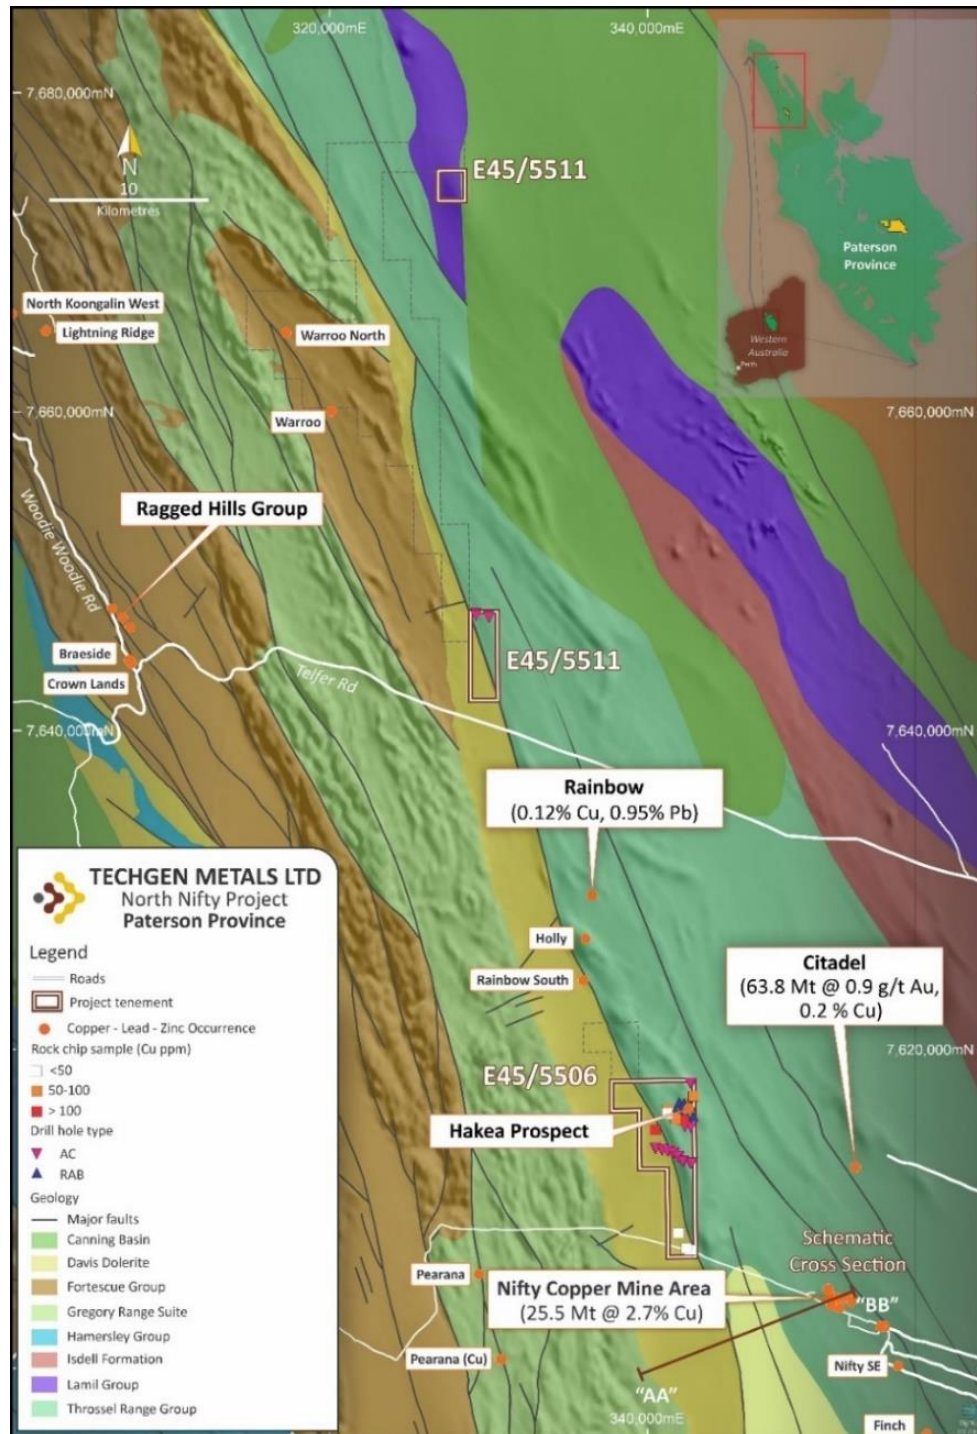 320,000mE
340,000mE
7,680,000mN
N
10
Kilometres
E45/5511
Paterson
Province
Western
Australia
Perth
North Koongalin West
Lightning Ridge
Warroo North
Warroo
7,660,000mN
7,660,000mN
Ragged Hills Group
Woodie Woodie Rd
Braeside
Crown Lands
E45/5511
Telfer Rd
7,640,000mN
7,640,000mN
Rainbow
(0.12% Cu, 0.95% Pb)
Holly
Rainbow South
Citadel
(63.8 Mt @ 0.9 g/t Au,
0.2 % Cu)
7,620,000mN
E45/5506
Hakea Prospect
Schematic
Cross Section
Pearana
Nifty Copper Mine Area
(25.5 Mt @ 2.7% Cu)
"BB"
Pearana (Cu)
Nifty SE
"AA"
340,000mE
Finch
TECHGEN METALS LTD
North Nifty Project
Paterson Province
Legend
Roads
Project tenement
Copper - Lead - Zinc Occurrence
Rock chip sample (Cu ppm)
<50
50-100
> 100
Drill hole type
AC
RAB
Geology
Major faults
Canning Basin
Davis Dolerite
Fortescue Group
Gregory Range Suite
Hamersley Group
Isdell Formation
Lamil Group
Throssel Range Group